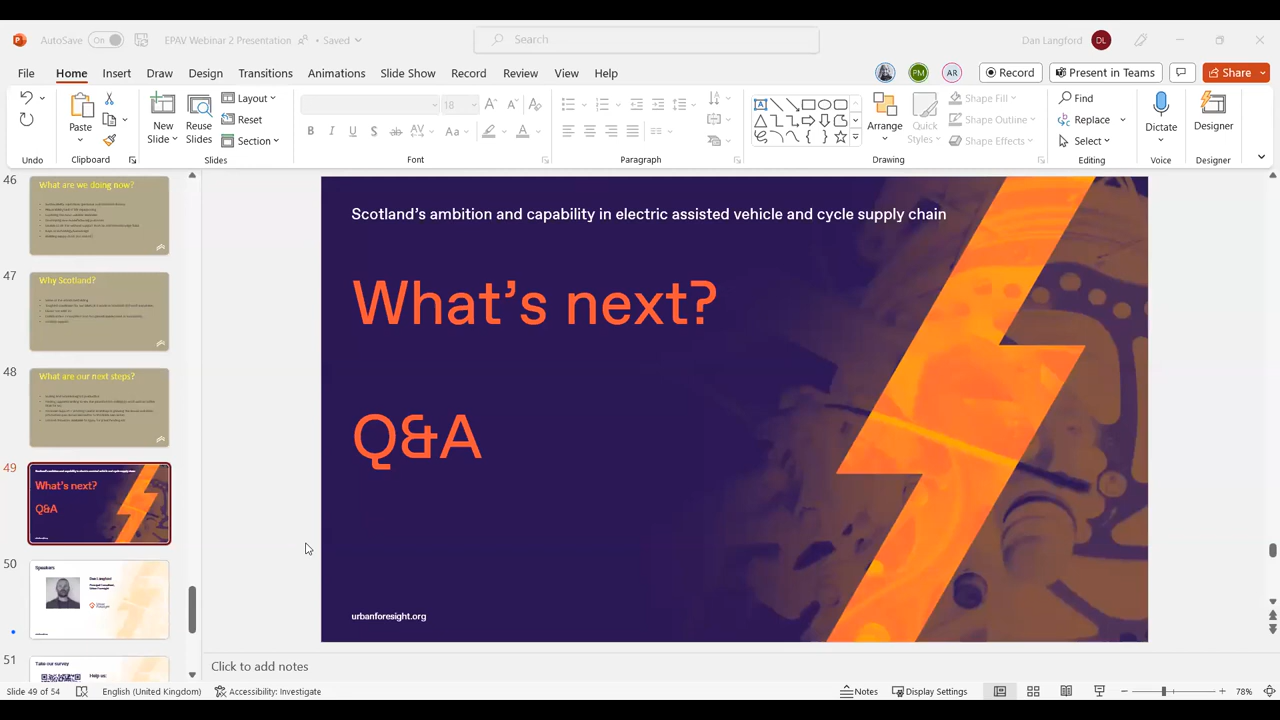 AutoSave On EPAV Webinar 2 Presentation • Saved Search Dan Langford DL
File Home Insert Draw Design Transitions Animations Slide Show Record Review View Help PM AR Record Present in Teams Share
Paste New Slide Reuse Slides Layout Reset Section 18 Arrange Quick Styles Shape Fill Shape Outline Shape Effects Find Replace Select Dictate Designer
Undo Clipboard Slides Font Paragraph Drawing Editing Voice Designer
46
What are we doing now?
47
Why Scotland?
48
What are our next steps?
49
What's next?
Q&A
50
Speakers
Dan Langford
51
Take our survey
Help us:
Scotland's ambition and capability in electric assisted vehicle and cycle supply chain
What's next?
Q&A
urbanforesight.org
Click to add notes
Slide 49 of 54 English (United Kingdom) Accessibility: Investigate Notes Display Settings 78%